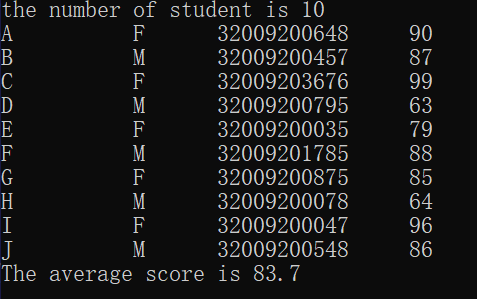 the number of student is 10
A F 32009200648 90
B M 32009200457 87
C F 32009203676 99
D M 32009200795 63
E F 32009200035 79
F M 32009201785 88
G F 32009200875 85
H M 32009200078 64
I F 32009200047 96
J M 32009200548 86
The average score is 83.7